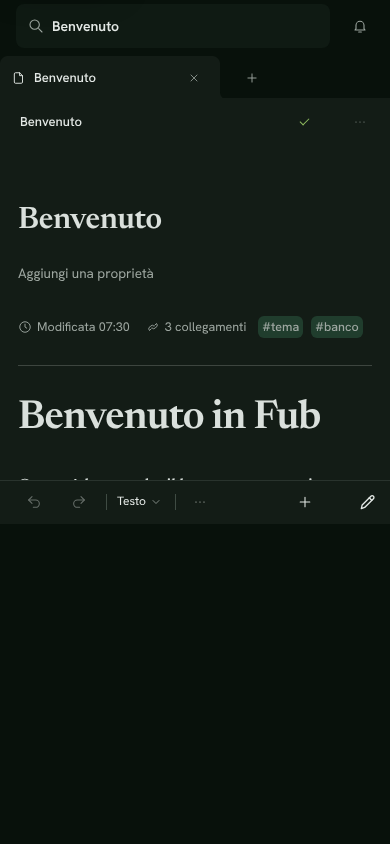 Benvenuto
Benvenuto
Benvenuto
Benvenuto
Aggiungi una proprietà
Modificata 07:30 3 collegamenti #tema #banco
Benvenuto in Fub
Testo